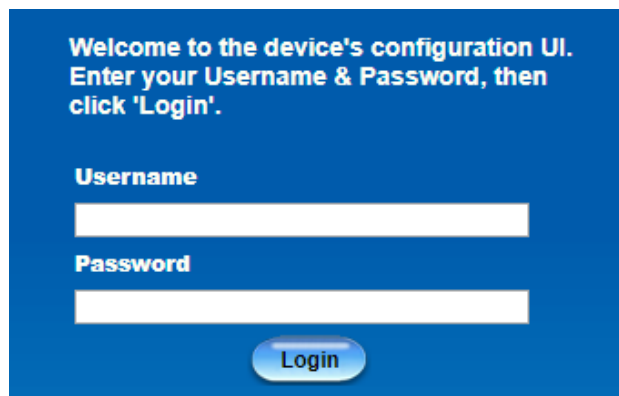 Welcome to the device's configuration UI.
Enter your Username & Password, then
click 'Login'.
Username
Password
Login